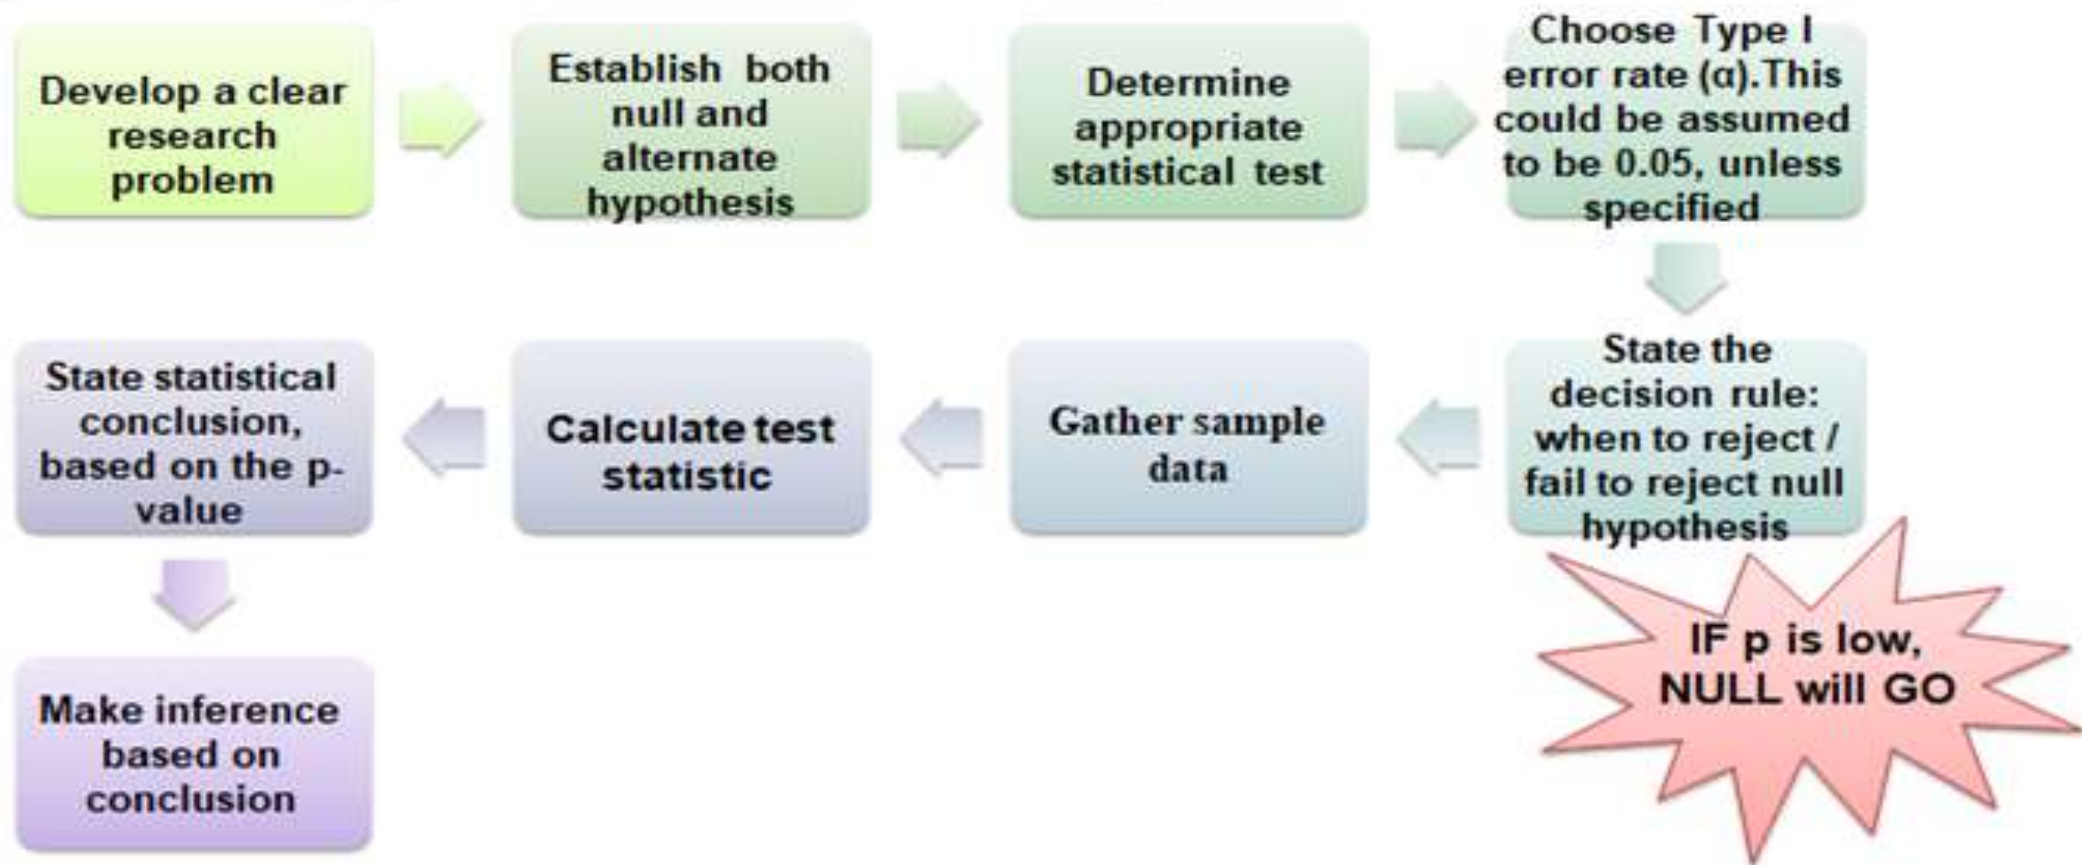 Develop a clear
research
problem
Establish both
null and
alternate
hypothesis
Determine
appropriate
statistical test
Choose Type I
error rate (α).This
could be assumed
to be 0.05, unless
specified
State the
decision rule:
when to reject /
fail to reject null
hypothesis
Gather sample
data
Calculate test
statistic
State statistical
conclusion,
based on the p-
value
Make inference
based on
conclusion
IF p is low,
NULL will GO